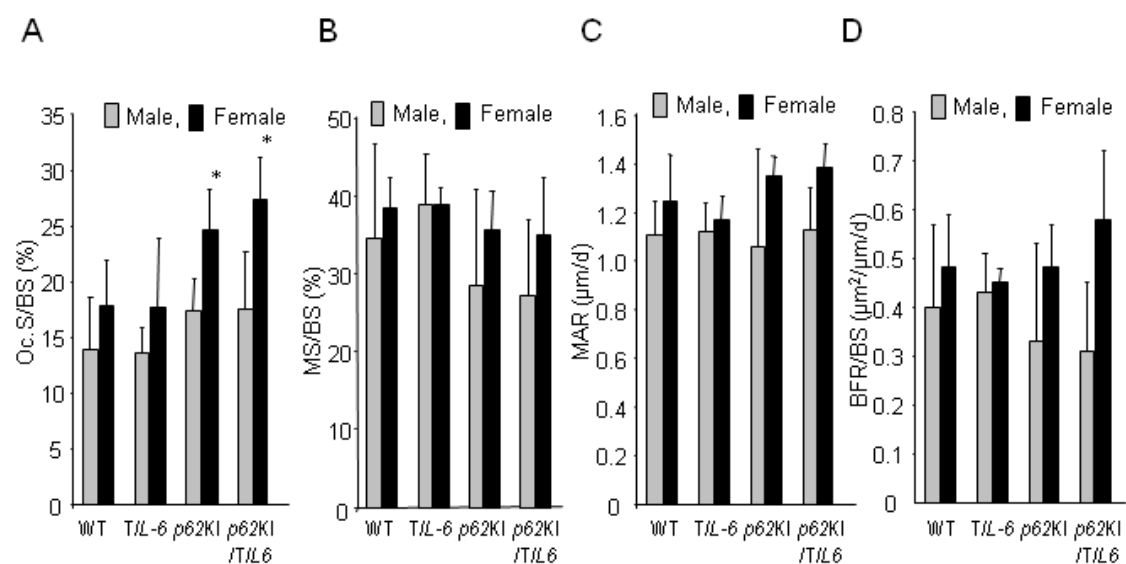 A
B
C
D
Male, Female
Male, Female
Male, Female
Male, Female
Oc.S/BS (%)
35
30
25
20
15
10
5
0
*
*
WT TIL-6 p62KI p62KI
/TIL6
MS/BS (%)
50
40
30
20
10
0
WT TIL-6 p62KI p62KI
/TIL6
MAR (µm/d)
1.6
1.4
1.2
1.0
0.8
0.6
0.4
0.2
0
WT TIL-6 p62KI p62KI
/TIL6
BFR/BS (µm²/µm/d)
0.8
0.7
0.6
0.5
0.4
0.3
0.2
0.1
0
WT TIL-6 p62KI p62KI
/TIL6